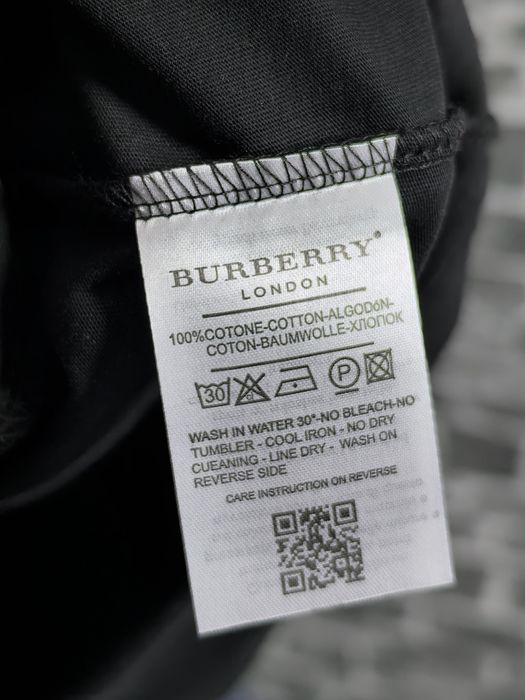 BURBERRY®
LONDON
100%COTONE-COTTON-ALGODÓN-
COTON-BAUMWOLLE-ХЛОПОК
30 P
WASH IN WATER 30°-NO BLEACH-NO
TUMBLER - COOL IRON - NO DRY
CUEANING - LINE DRY - WASH ON
REVERSE SIDE
CARE INSTRUCTION ON REVERSE